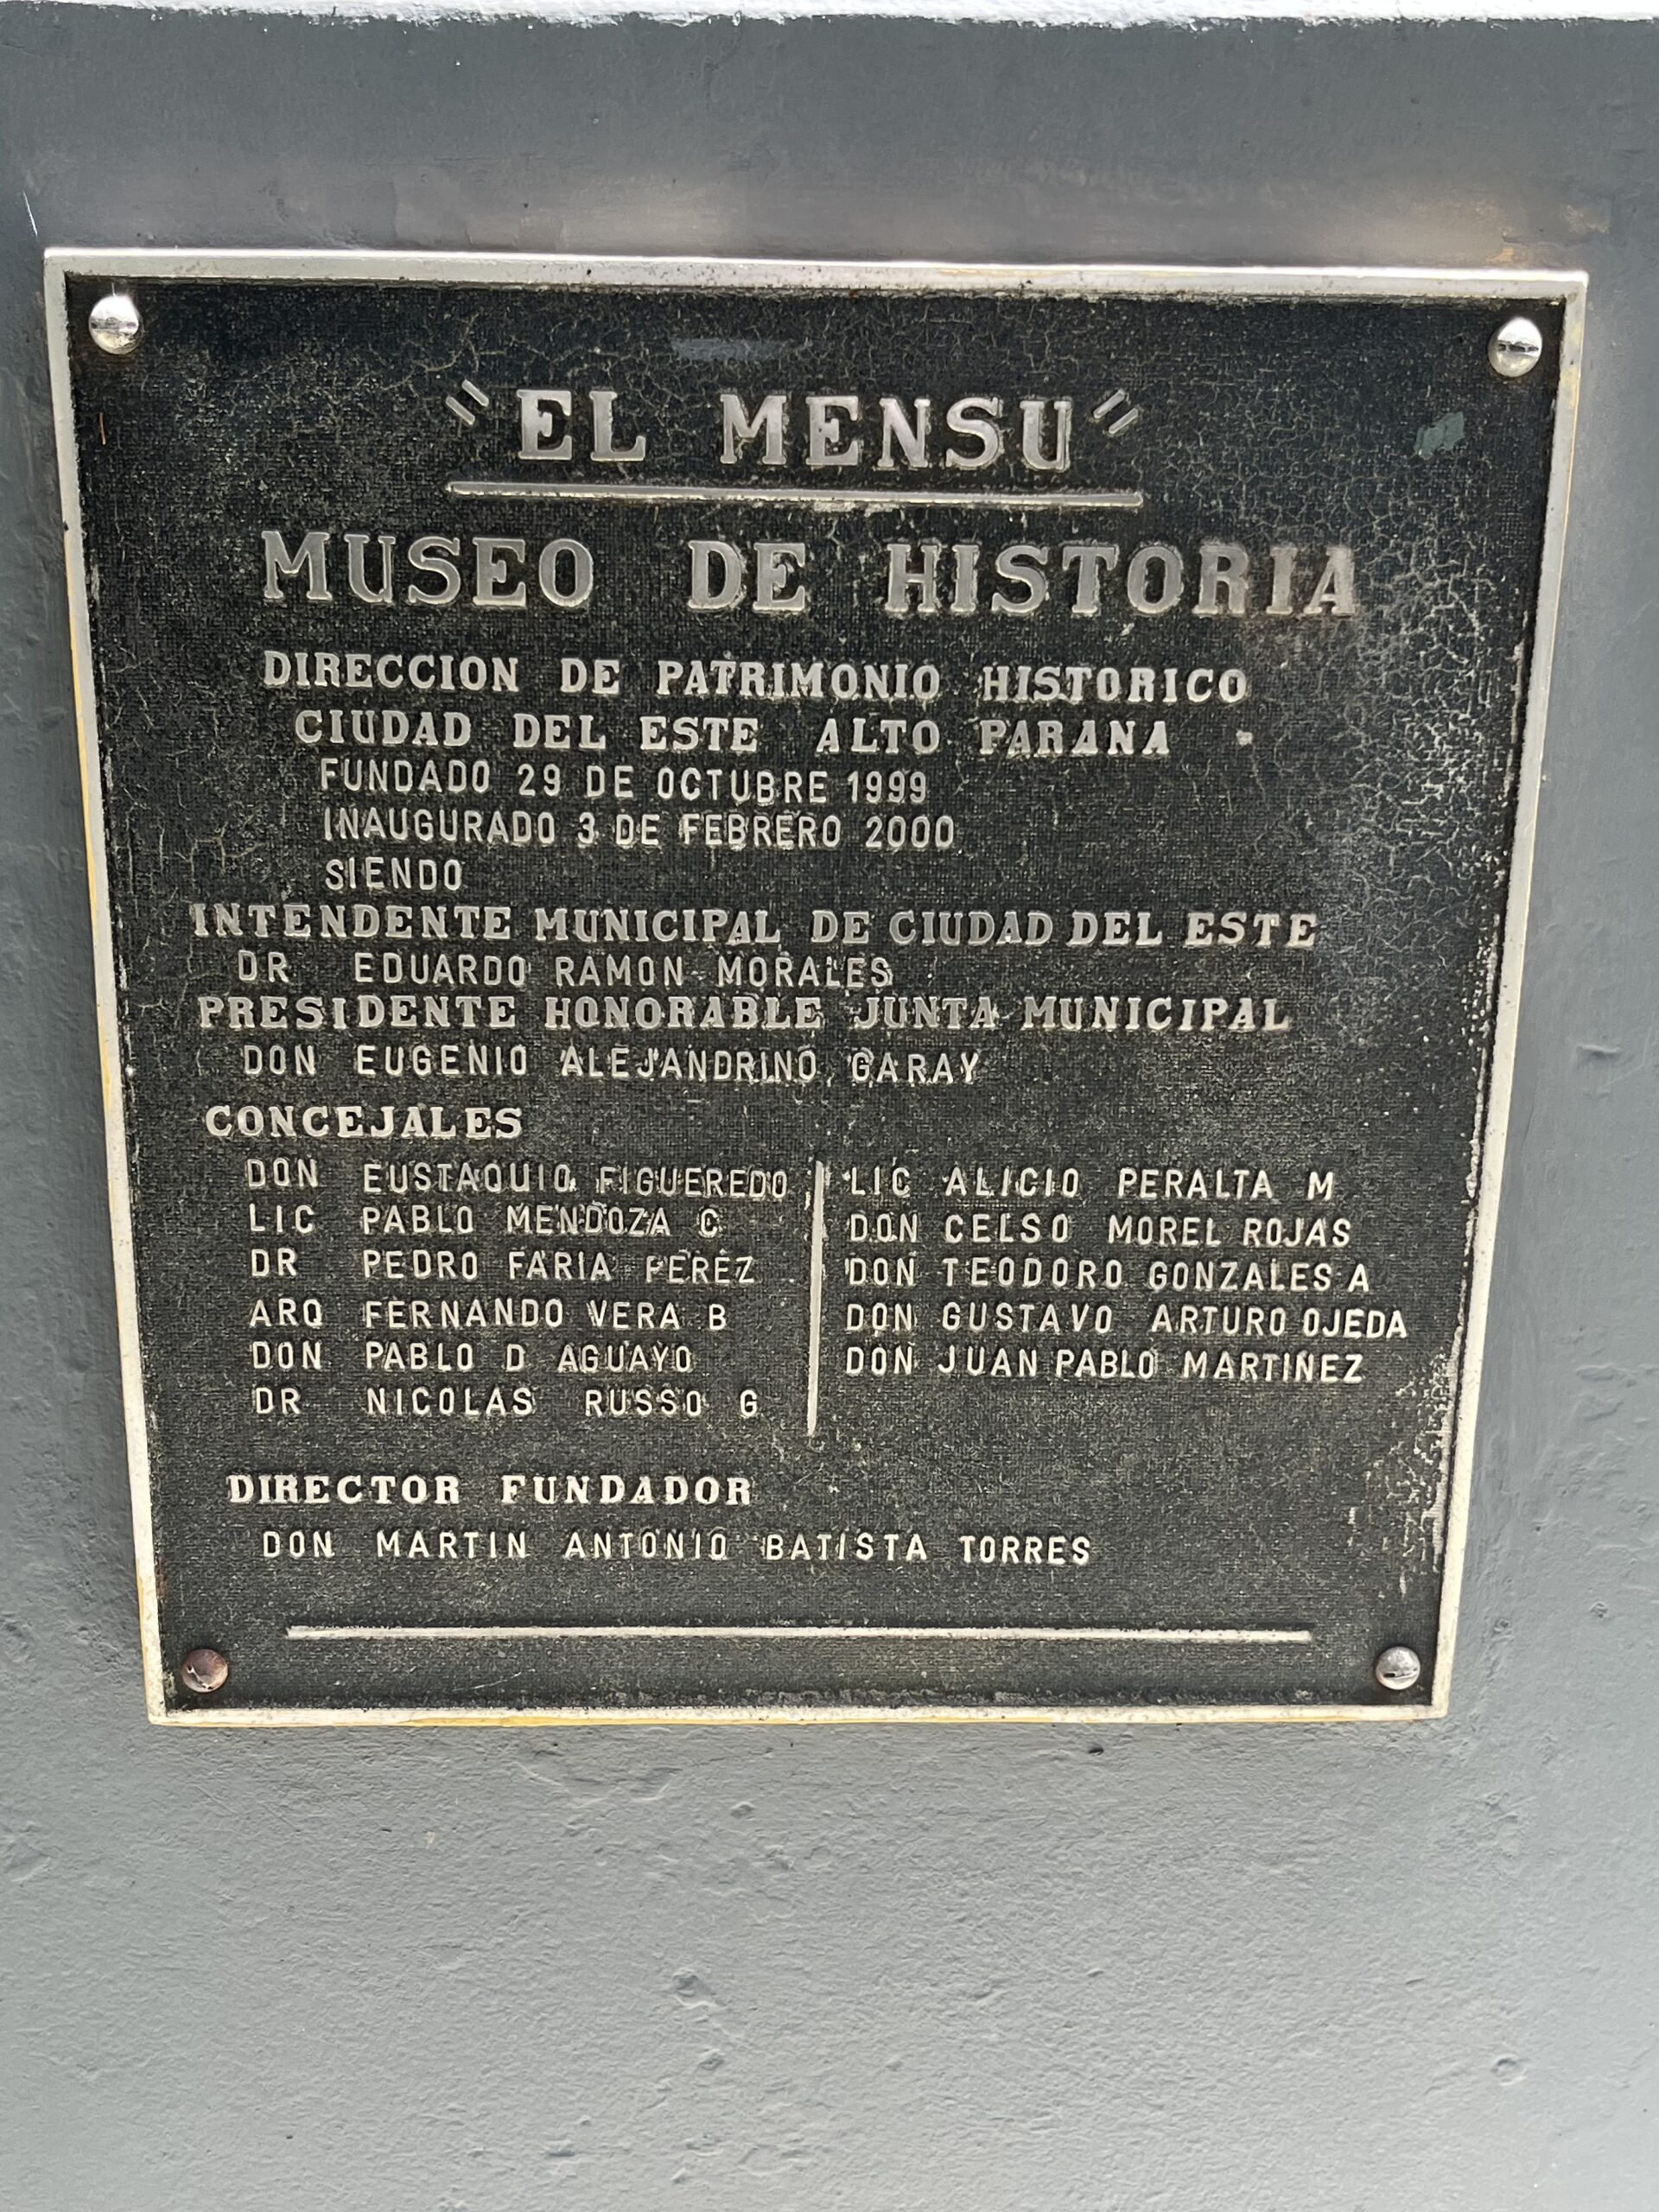 "EL MENSU"
MUSEO DE HISTORIA
DIRECCION DE PATRIMONIO HISTORICO
CIUDAD DEL ESTE ALTO PARANA
FUNDADO 29 DE OCTUBRE 1999
INAUGURADO 3 DE FEBRERO 2000
SIENDO
INTENDENTE MUNICIPAL DE CIUDAD DEL ESTE
DR EDUARDO RAMON MORALES
PRESIDENTE HONORABLE JUNTA MUNICIPAL
DON EUGENIO ALEJANDRINO GARAY
CONCEJALES
DON EUSTAQUIO FIGUEREDO
LIC PABLO MENDOZA C
DR PEDRO FARIA PEREZ
ARQ FERNANDO VERA B
DON PABLO D AGUAYO
DR NICOLAS RUSSO G
LIC ALICIO PERALTA M
DON CELSO MOREL ROJAS
DON TEODORO GONZALES A
DON GUSTAVO ARTURO OJEDA
DON JUAN PABLO MARTINEZ
DIRECTOR FUNDADOR
DON MARTIN ANTONIO BATISTA TORRES